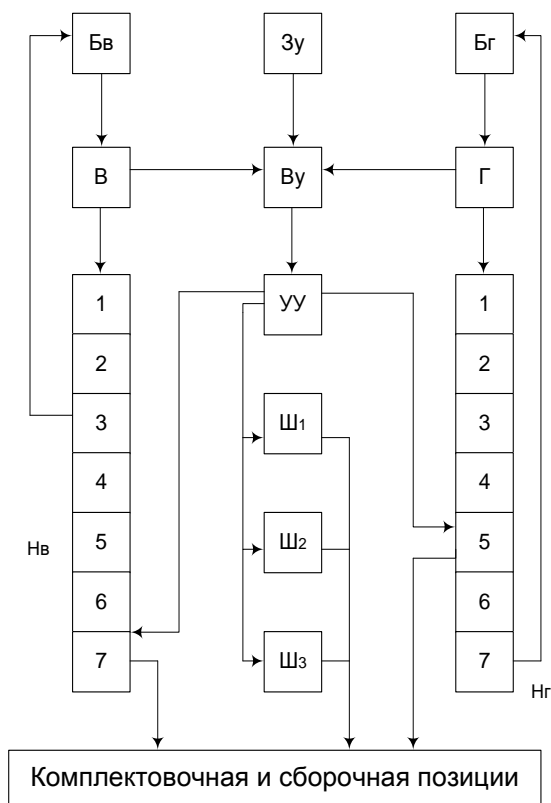 Бв Зу Бг
В Ву Г
1 УУ 1
2 2
3 Ш1 3
4 4
Нв 5 Ш2 5
6 6
7 Ш3 7
Нг
Комплектовочная и сборочная позиции